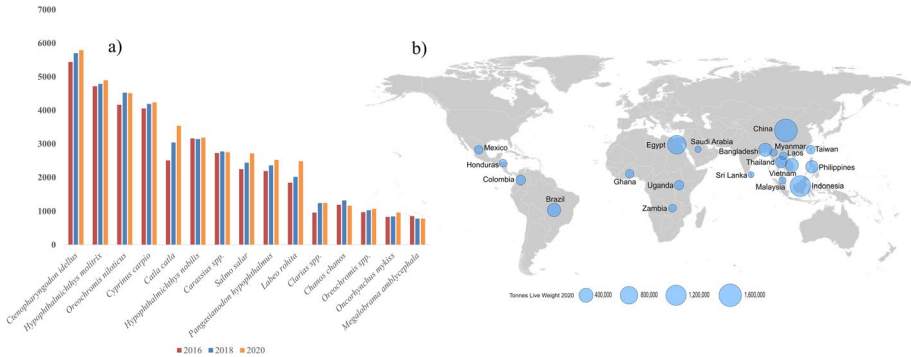 a)
7000
6000
5000
4000
3000
2000
1000
0
Ctenopharyngodon idellus
Hypophthalmichthys molitrix
Oreochromis niloticus
Cyprinus carpio
Catla catla
Hypophthalmichthys nobilis
Carassius spp.
Salmo salar
Pangasianodon hypophthalmus
Labeo rohita
Clarias spp.
Chanos chanos
Oreochromis spp.
Oncorhynchus mykiss
Megalobrama amblycephala
2016 2018 2020
b)
Mexico
Honduras
Colombia
Brazil
Egypt
Saudi Arabia
Ghana
Uganda
Zambia
China
Bangladesh
Myanmar
Laos
Taiwan
Thailand
Vietnam
Philippines
Sri Lanka
Malaysia
Indonesia
Tonnes Live Weight 2020 400,000 800,000 1,200,000 1,600,000